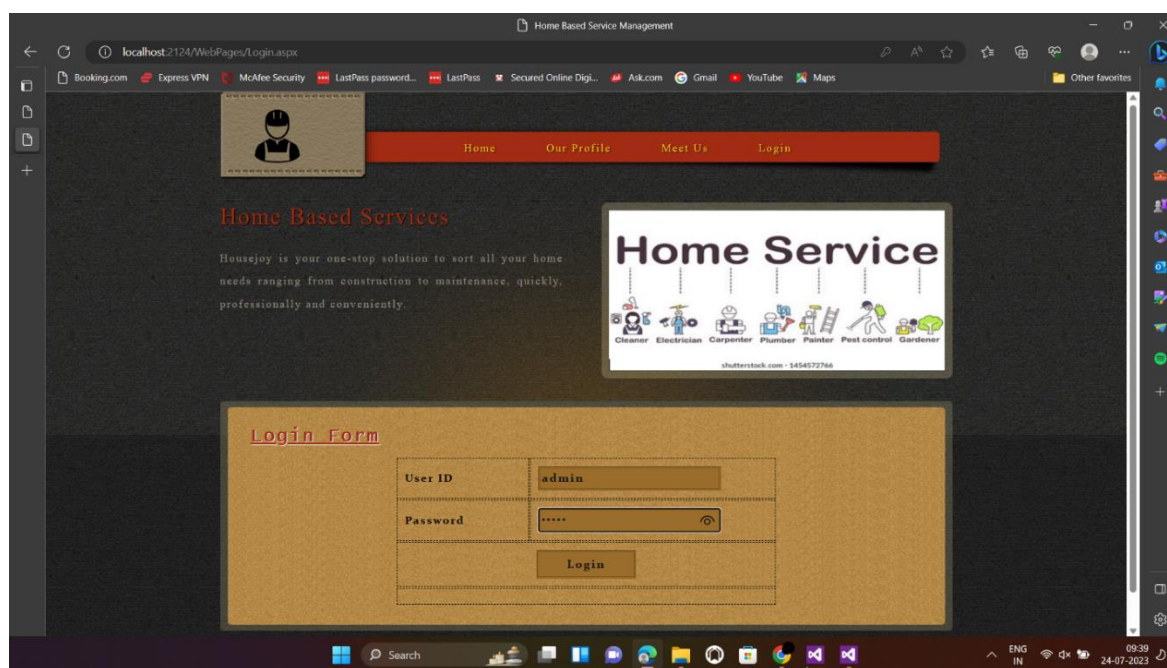 Home Based Service Management
localhost:2124/WebPages/Login.aspx
Booking.com Express VPN McAfee Security LastPass password... LastPass Secured Online Digi... Ask.com Gmail YouTube Maps Other favorites
Home Our Profile Meet Us Login
Home Based Services
Housejoy is your one-stop solution to sort all your home
needs ranging from construction to maintenance, quickly,
professionally and conveniently.
Home Service
Cleaner Electrician Carpenter Plumber Painter Pest control Gardener
shutterstock.com · 1454572766
Login Form
User ID admin
Password •••••
Login
Search
ENG
IN
09:39
24-07-2023